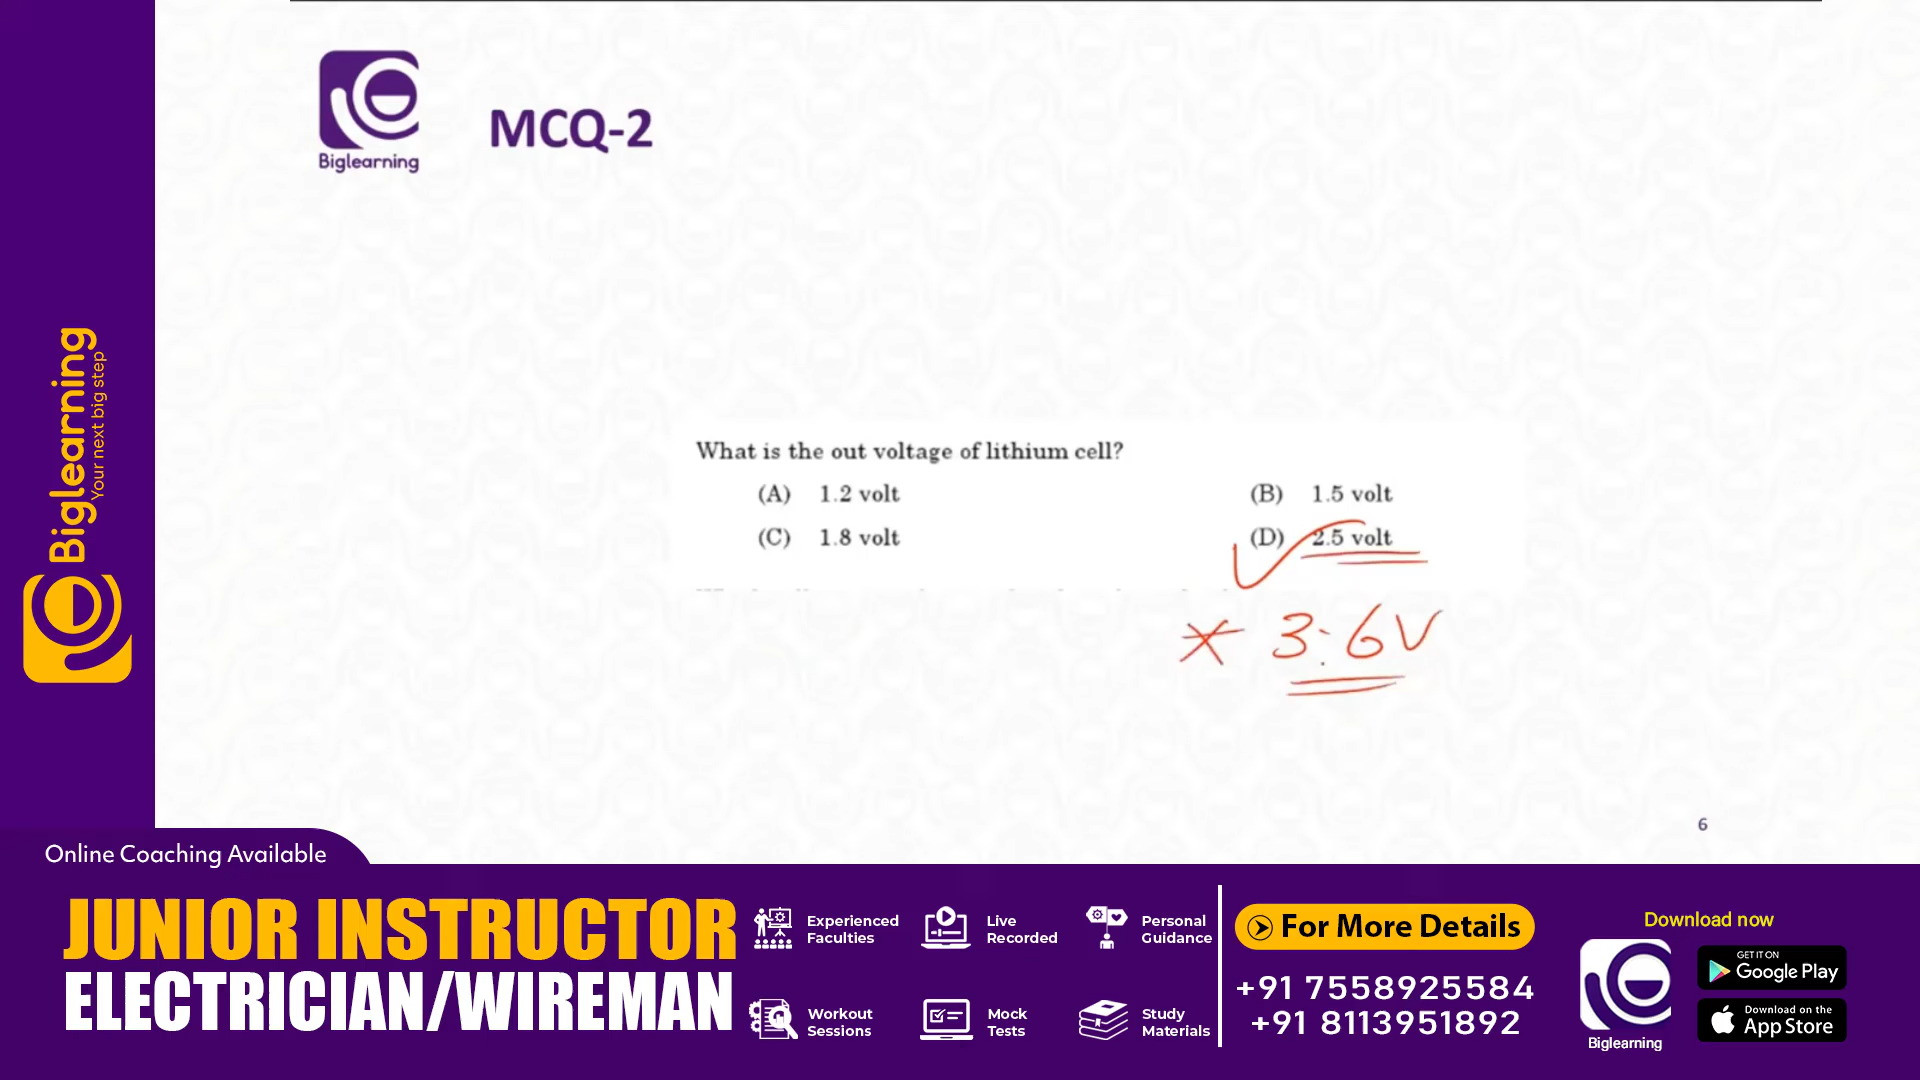 Biglearning
MCQ-2
What is the out voltage of lithium cell?
(A) 1.2 volt
(B) 1.5 volt
(C) 1.8 volt
(D) 2.5 volt
* 3.6V
6
Biglearning
Your next big step
Online Coaching Available
JUNIOR INSTRUCTOR
ELECTRICIAN/WIREMAN
Experienced
Faculties
Live
Recorded
Personal
Guidance
Workout
Sessions
Mock
Tests
Study
Materials
For More Details
+91 7558925584
+91 8113951892
Download now
Biglearning
GET IT ON
Google Play
Download on the
App Store